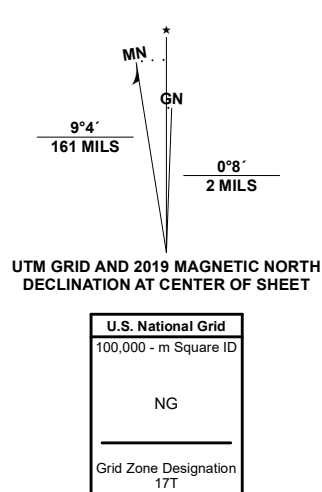 ★
MN
GN
9°4´
161 MILS
0°8´
2 MILS
UTM GRID AND 2019 MAGNETIC NORTH
DECLINATION AT CENTER OF SHEET
U.S. National Grid
100,000 - m Square ID
NG
Grid Zone Designation
17T